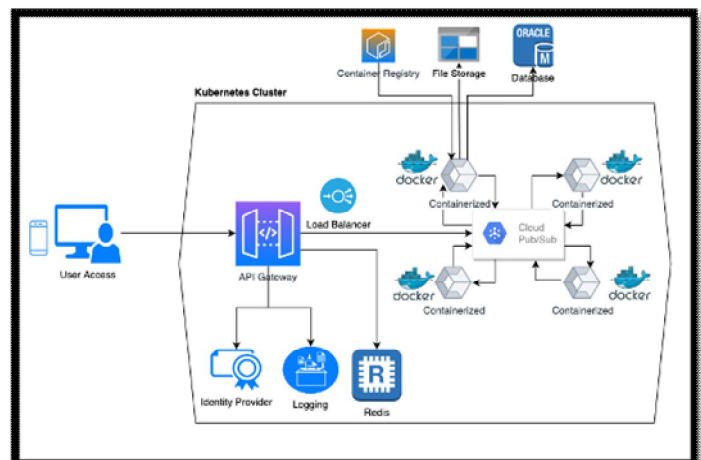 ORACLE
M
Container Registry
File Storage
Database
Kubernetes Cluster
docker
Containerized
docker
Containerized
Load Balancer
</>
Cloud
Pub/Sub
User Access
API Gateway
docker
Containerized
docker
Containerized
R
Identity Provider
Logging
Redis